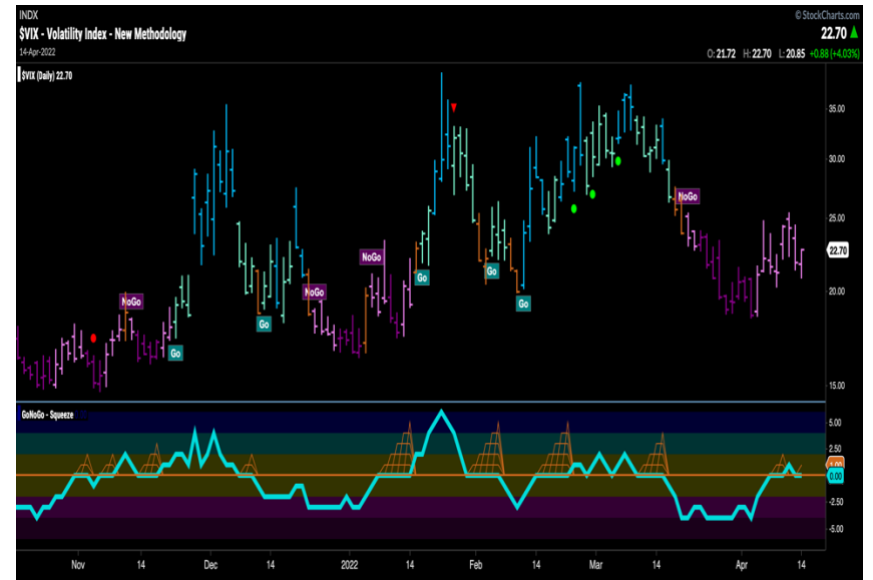 INDX
© StockCharts.com
$VIX - Volatility Index - New Methodology
22.70
14-Apr-2022
O: 21.72 H: 22.70 L: 20.85 +0.88 (+4.03%)
$VIX (Daily) 22.70
35.00
30.00
NoGo
25.00
NoGo
22.70
Go
Go
NoGo
NoGo
20.00
Go
Go
Go
15.00
GoNoGo - Squeeze
5.00
2.50
1.00
0.00
-2.50
-5.00
Nov 14 Dec 14 2022 14 Feb 14 Mar 14 Apr 14